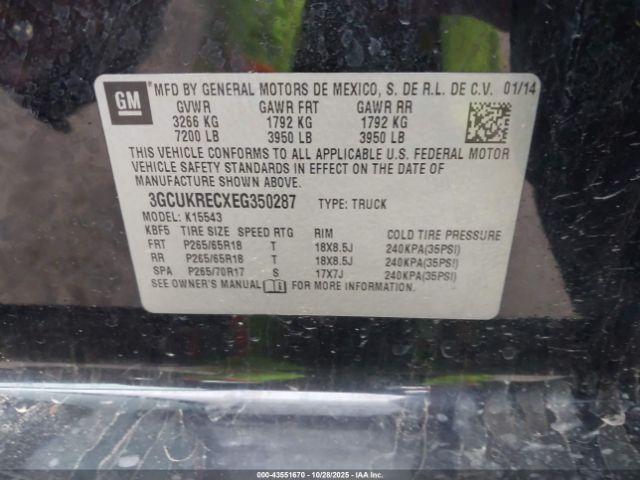 GM
MFD BY GENERAL MOTORS DE MEXICO, S. DE R.L. DE C.V. 01/14
GVWR GAWR FRT GAWR RR
3266 KG 1792 KG 1792 KG
7200 LB 3950 LB 3950 LB
THIS VEHICLE CONFORMS TO ALL APPLICABLE U.S. FEDERAL MOTOR
VEHICLE SAFETY STANDARDS IN EFFECT ON THE DATE OF
MANUFACTURE SHOWN ABOVE.
3GCUKRECXEG350287 TYPE: TRUCK
MODEL: K15543
KBF5 TIRE SIZE SPEED RTG RIM COLD TIRE PRESSURE
FRT P265/65R18 T 18X8.5J 240KPA(35PSI)
RR P265/65R18 T 18X8.5J 240KPA(35PSI)
SPA P265/70R17 S 17X7J 240KPA(35PSI)
SEE OWNER'S MANUAL FOR MORE INFORMATION.
000-43551670 10/28/2025 IAAI.COM